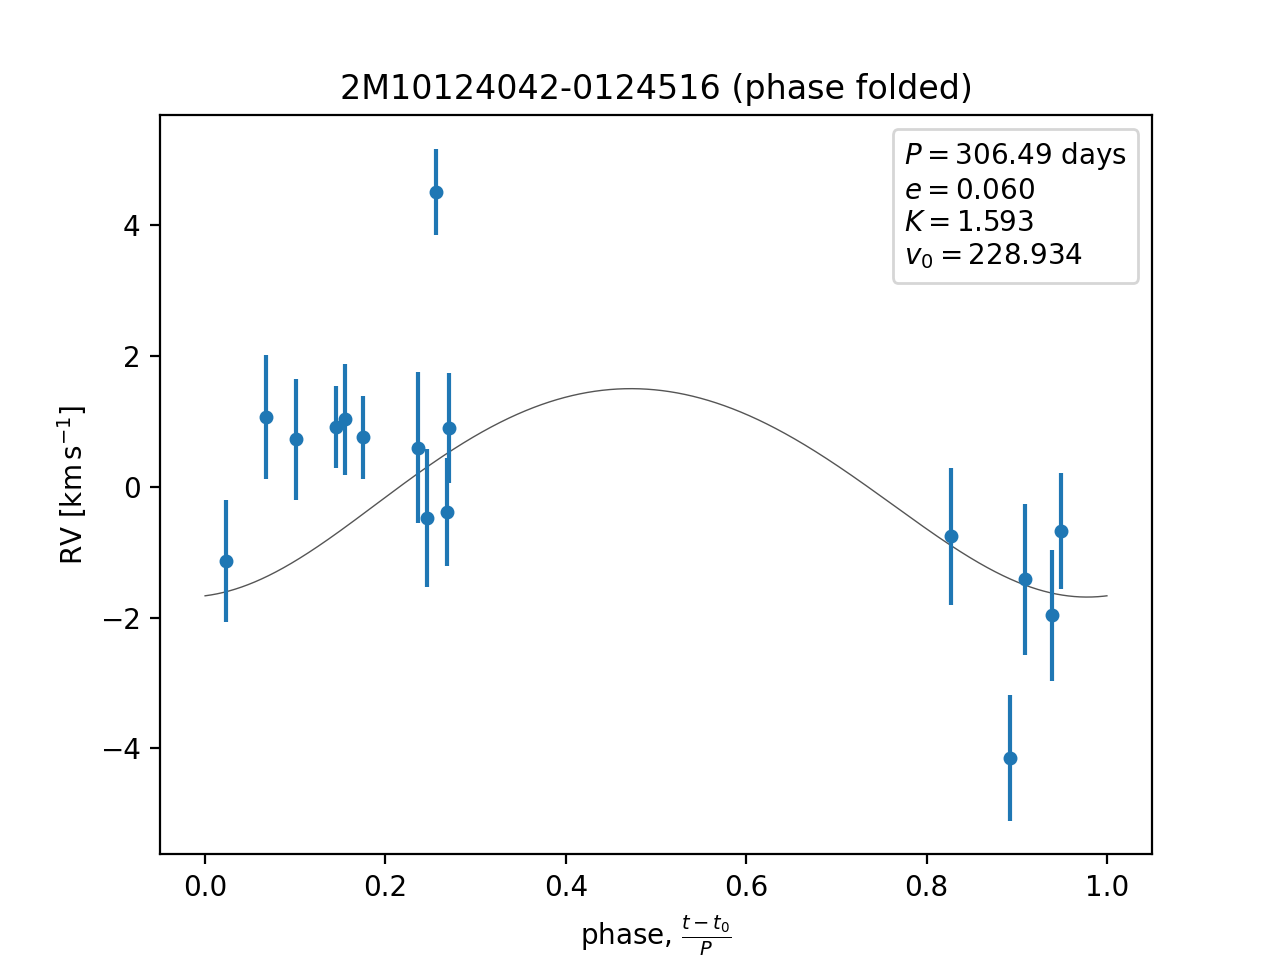 2M10124042-0124516 (phase folded)
P = 306.49 days
e = 0.060
K = 1.593
v₀ = 228.934
4
2
0
−2
−4
RV [km s⁻¹]
0.0 0.2 0.4 0.6 0.8 1.0
phase, (t − t₀)/P